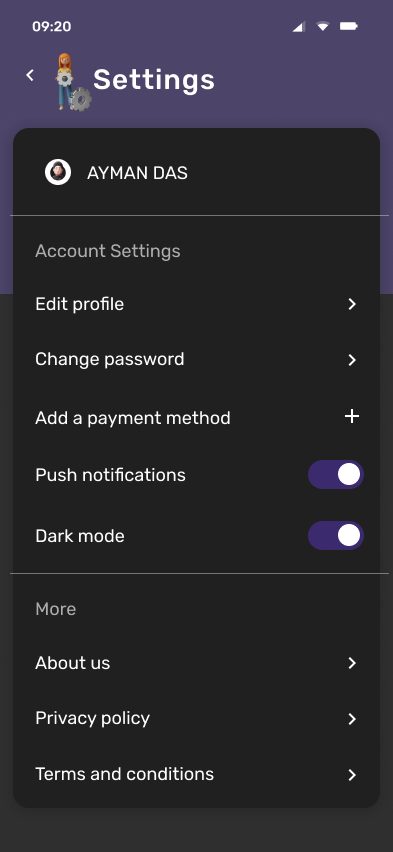 09:20
Settings
AYMAN DAS
Account Settings
Edit profile
Change password
Add a payment method
Push notifications
Dark mode
More
About us
Privacy policy
Terms and conditions